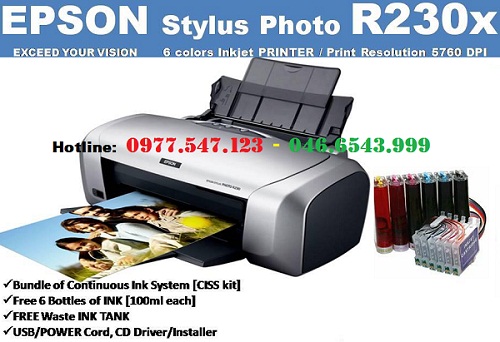 EPSON Stylus Photo R230x
EXCEED YOUR VISION 6 colors Inkjet PRINTER / Print Resolution 5760 DPI
Hotline: 0977.547.123 - 046.6543.999
EPSON
✓Bundle of Continuous Ink System [CISS kit]
✓Free 6 Bottles of INK [100ml each]
✓FREE Waste INK TANK
✓USB/POWER Cord, CD Driver/Installer